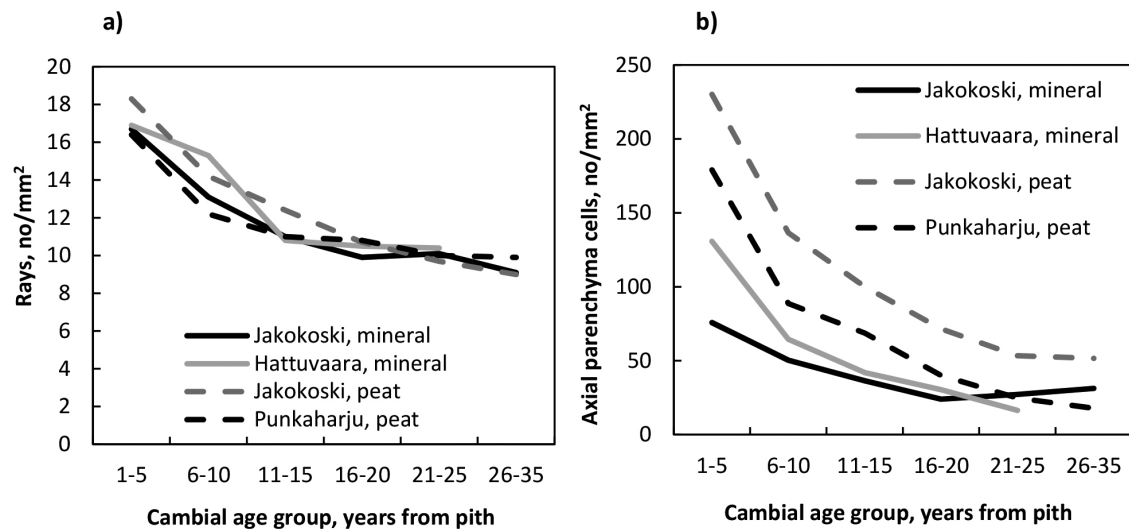 a)
Rays, no/mm²
20
18
16
14
12
10
8
6
4
2
0
Jakokoski, mineral
Hattuvaara, mineral
Jakokoski, peat
Punkaharju, peat
1-5 6-10 11-15 16-20 21-25 26-35
Cambial age group, years from pith
b)
Axial parenchyma cells, no/mm²
250
200
150
100
50
0
Jakokoski, mineral
Hattuvaara, mineral
Jakokoski, peat
Punkaharju, peat
1-5 6-10 11-15 16-20 21-25 26-35
Cambial age group, years from pith